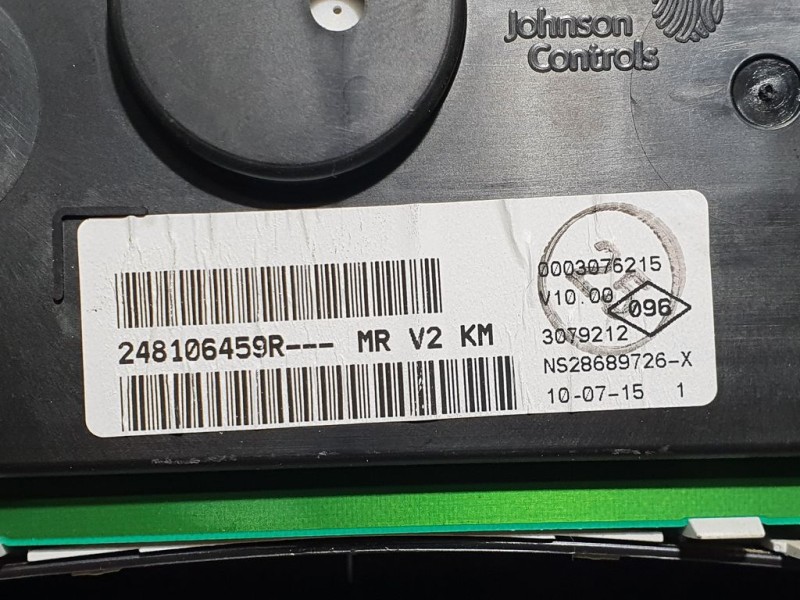 Johnson
Controls
248106459R--- MR V2 KM
0003076215
V10.00
096
3079212
NS28689726-X
10-07-15 1